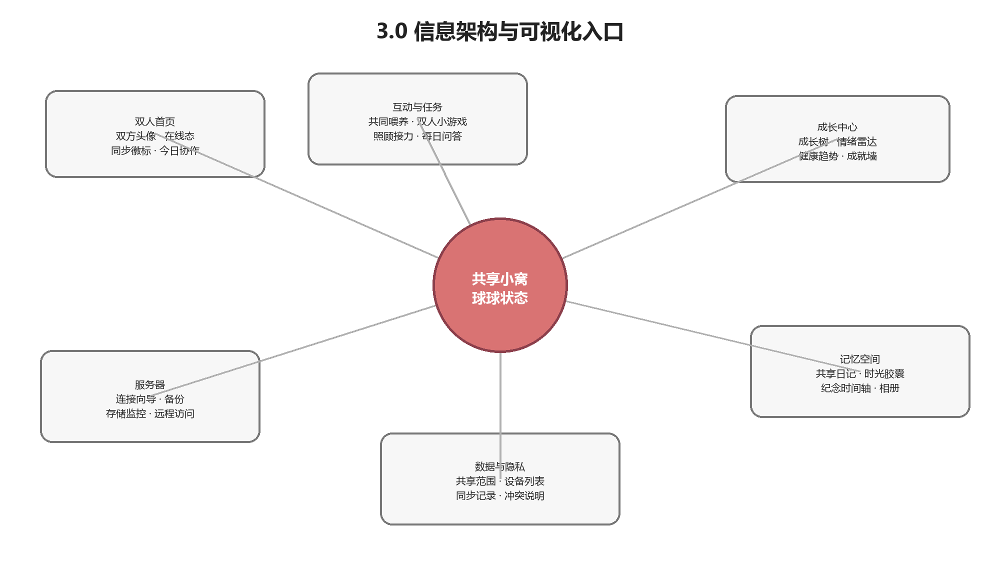 3.0 信息架构与可视化入口
双人首页
双方头像 · 在线态
同步徽标 · 今日协作
互动与任务
共同喂养 · 双人小游戏
照顾接力 · 每日问答
成长中心
成长树 · 情绪雷达
健康趋势 · 成就墙
共享小窝
球球状态
服务器
连接向导 · 备份
存储监控 · 远程访问
记忆空间
共享日记 · 时光胶囊
纪念时间轴 · 相册
数据与隐私
共享范围 · 设备列表
同步记录 · 冲突说明